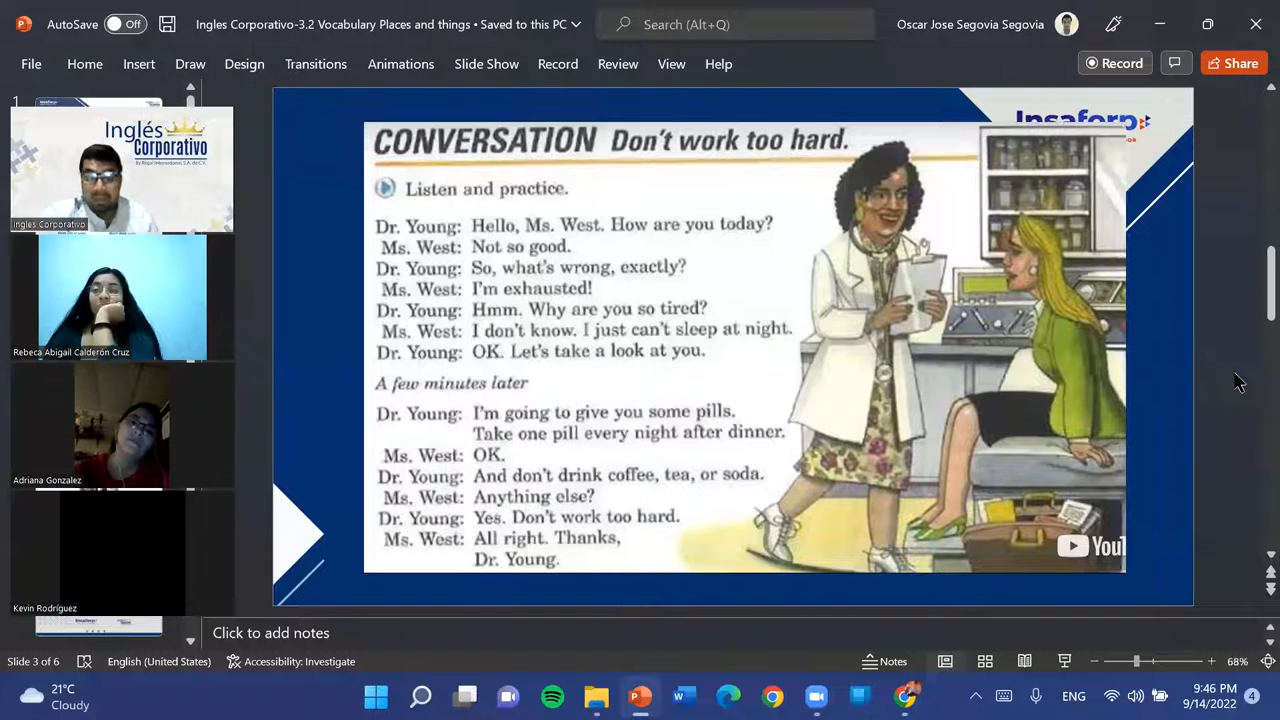 AutoSave Off Ingles Corporativo-3.2 Vocabulary Places and things • Saved to this PC Search (Alt+Q) Oscar Jose Segovia Segovia
File Home Insert Draw Design Transitions Animations Slide Show Record Review View Help Record Share
1
Inglés
Corporativo
By Regal International, S.A. de C.V.
Ingles Corporativo
Rebeca Abigail Calderón Cruz
Adriana Gonzalez
Kevin Rodríguez
Insaforp
CONVERSATION Don't work too hard.
Listen and practice.
Dr. Young: Hello, Ms. West. How are you today?
Ms. West: Not so good.
Dr. Young: So, what's wrong, exactly?
Ms. West: I'm exhausted!
Dr. Young: Hmm. Why are you so tired?
Ms. West: I don't know. I just can't sleep at night.
Dr. Young: OK. Let's take a look at you.
A few minutes later
Dr. Young: I'm going to give you some pills.
Take one pill every night after dinner.
Ms. West: OK.
Dr. Young: And don't drink coffee, tea, or soda.
Ms. West: Anything else?
Dr. Young: Yes. Don't work too hard.
Ms. West: All right. Thanks,
Dr. Young.
You
Click to add notes
Slide 3 of 6 English (United States) Accessibility: Investigate Notes 68%
21°C
Cloudy
ENG
9:46 PM
9/14/2022
4